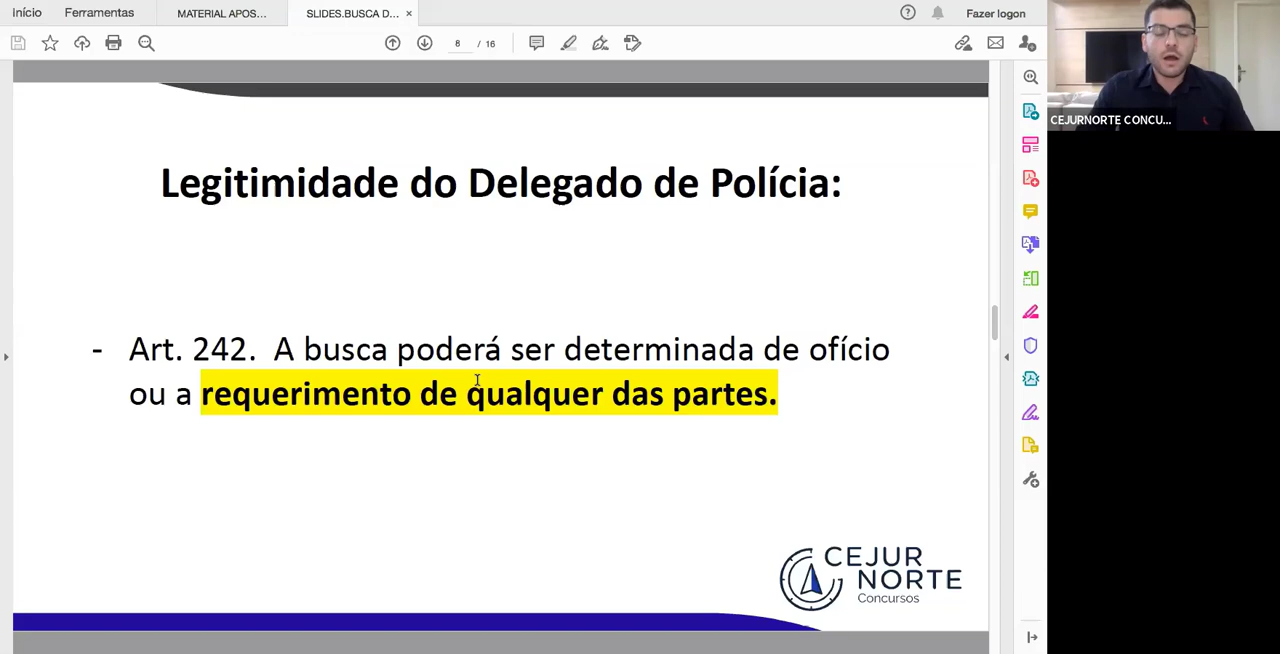 Início Ferramentas MATERIAL APOS... SLIDES.BUSCA D... × Fazer logon
8 / 16
CEJURNORTE CONCU...
Legitimidade do Delegado de Polícia:
- Art. 242. A busca poderá ser determinada de ofício
ou a requerimento de qualquer das partes.
CEJUR
NORTE
Concursos